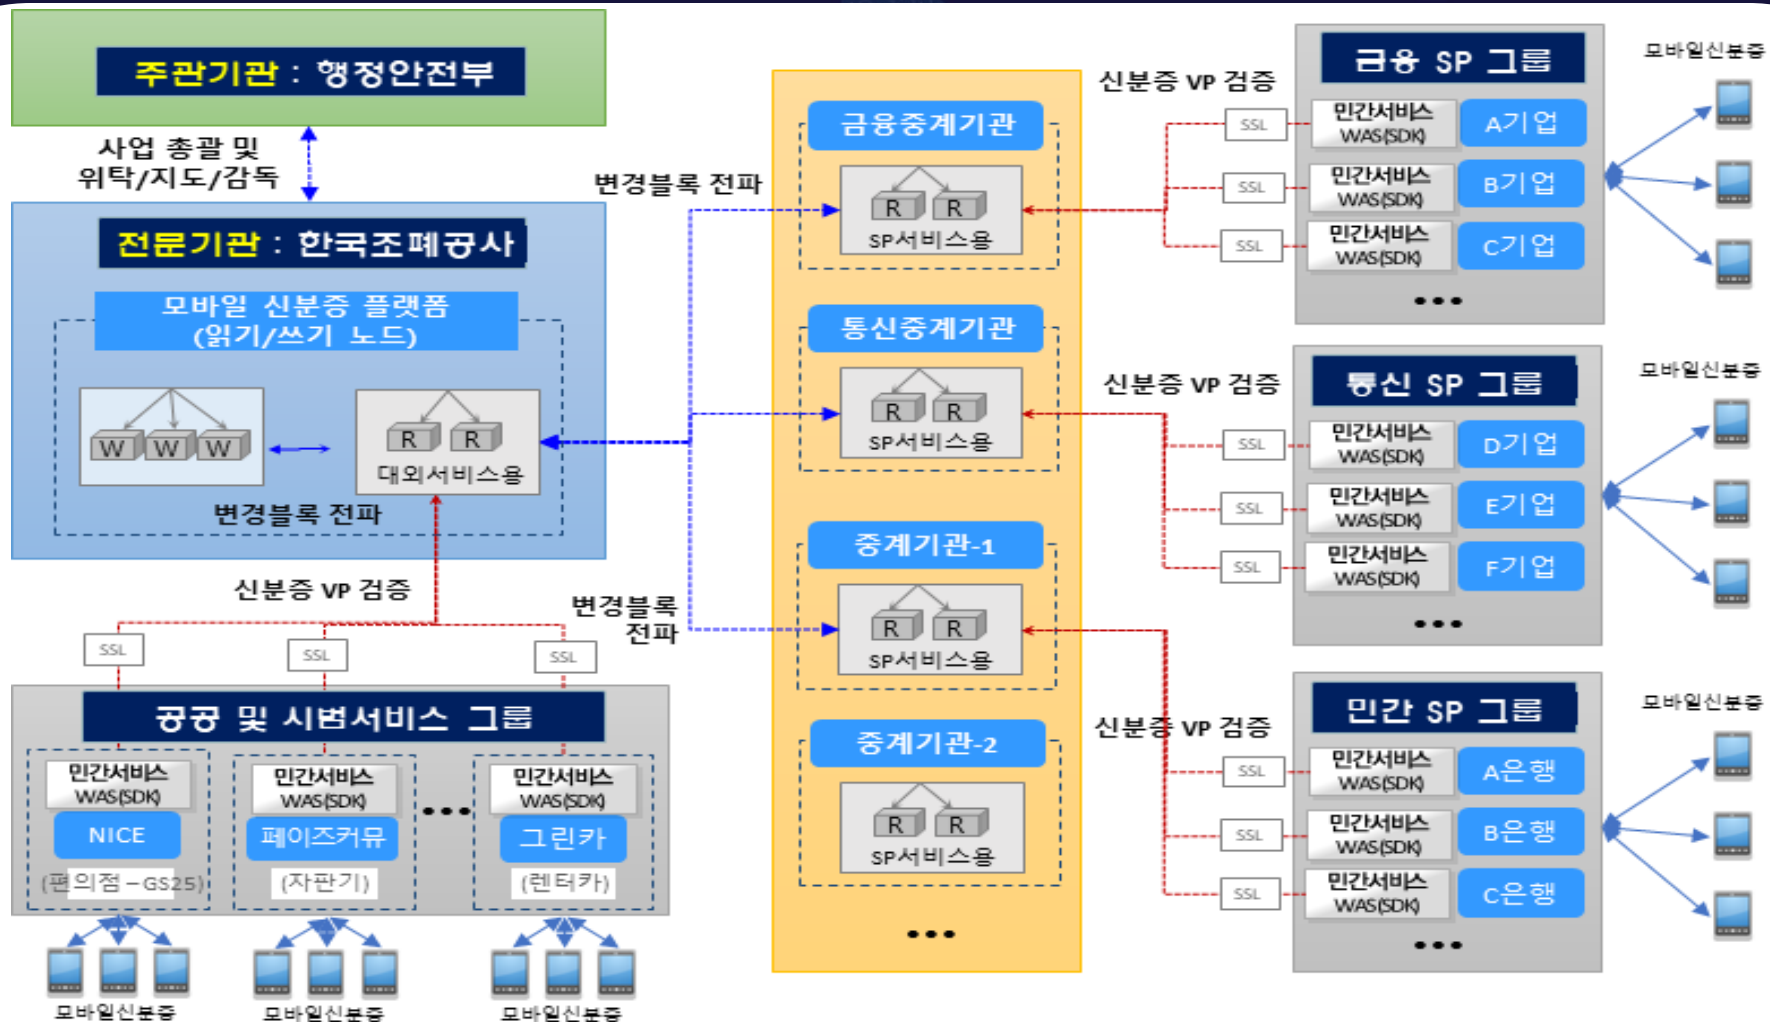 주관기관 : 행정안전부
사업 총괄 및
위탁/지도/감독
전문기관 : 한국조폐공사
모바일 신분증 플랫폼
(읽기/쓰기 노드)
W W W
R R
대외서비스용
변경블록 전파
신분증 VP 검증
SSL
SSL
SSL
공공 및 시범서비스 그룹
민간서비스
WAS(SDK)
NICE
(편의점-GS25)
민간서비스
WAS(SDK)
페이즈커뮤
(자판기)
•••
민간서비스
WAS(SDK)
그린카
(렌터카)
모바일신분증
모바일신분증
모바일신분증
변경블록 전파
변경블록
전파
금융중계기관
R R
SP서비스용
통신중계기관
R R
SP서비스용
중계기관-1
R R
SP서비스용
중계기관-2
R R
SP서비스용
•••
신분증 VP 검증
SSL
SSL
SSL
금융 SP 그룹
민간서비스
WAS(SDK)
A기업
민간서비스
WAS(SDK)
B기업
민간서비스
WAS(SDK)
C기업
•••
모바일신분증
신분증 VP 검증
SSL
SSL
SSL
통신 SP 그룹
민간서비스
WAS(SDK)
D기업
민간서비스
WAS(SDK)
E기업
민간서비스
WAS(SDK)
F기업
•••
모바일신분증
신분증 VP 검증
SSL
SSL
SSL
민간 SP 그룹
민간서비스
WAS(SDK)
A은행
민간서비스
WAS(SDK)
B은행
민간서비스
WAS(SDK)
C은행
•••
모바일신분증